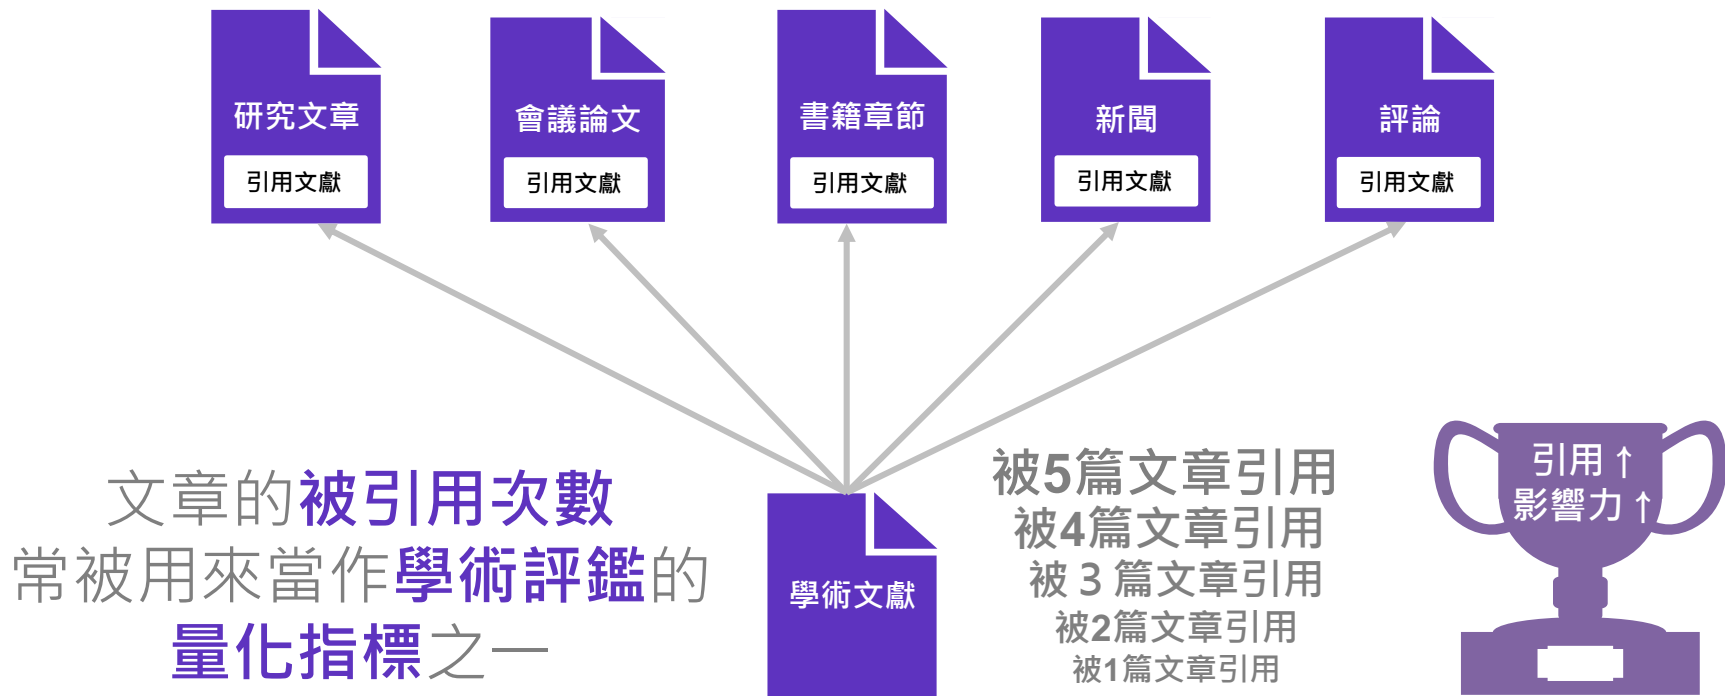 研究文章
引用文獻
會議論文
引用文獻
書籍章節
引用文獻
新聞
引用文獻
評論
引用文獻
文章的被引用次數
常被用來當作學術評鑑的
量化指標之一
學術文獻
被5篇文章引用
被4篇文章引用
被 3 篇文章引用
被2篇文章引用
被1篇文章引用
引用↑
影響力↑